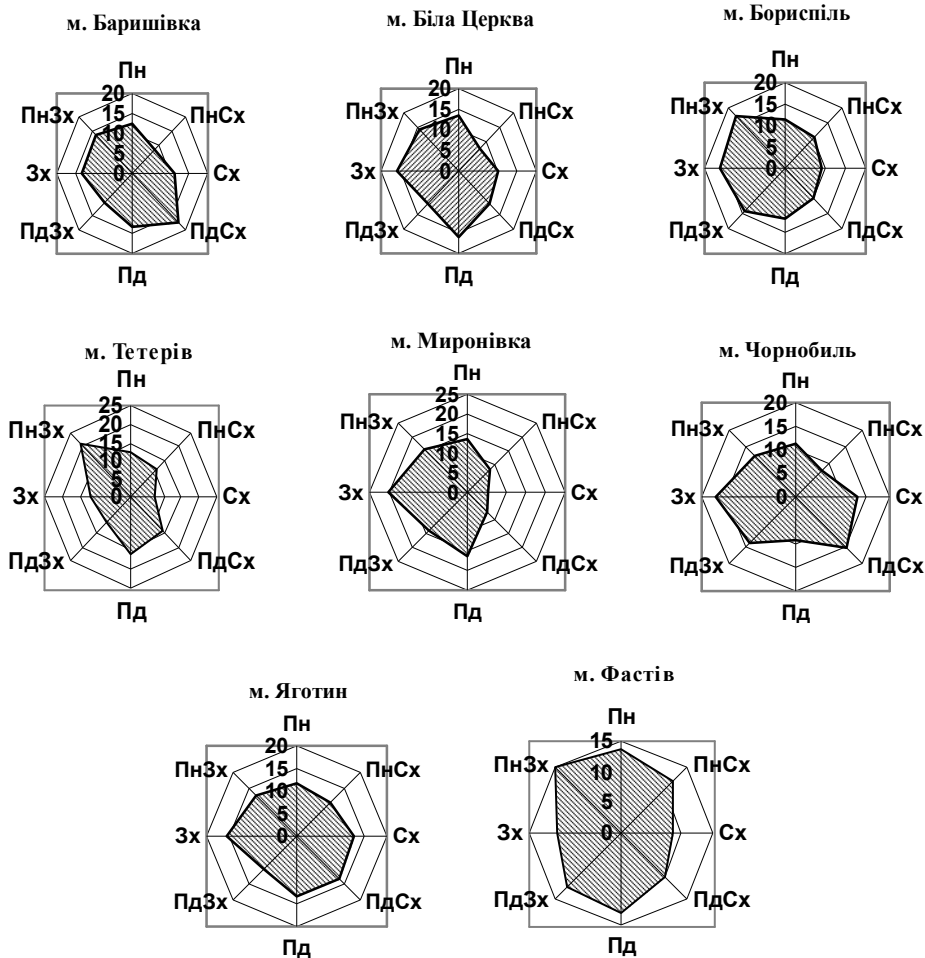 м. Баришівка
Пн
20
15
10
5
0
ПнЗх
ПнСх
Зх
Сх
ПдЗх
ПдСх
Пд
м. Біла Церква
Пн
20
15
10
5
0
ПнЗх
ПнСх
Зх
Сх
ПдЗх
ПдСх
Пд
м. Бориспіль
Пн
20
15
10
5
0
ПнЗх
ПнСх
Зх
Сх
ПдЗх
ПдСх
Пд
м. Тетерів
Пн
25
20
15
10
5
0
ПнЗх
ПнСх
Зх
Сх
ПдЗх
ПдСх
Пд
м. Миронівка
Пн
25
20
15
10
5
0
ПнЗх
ПнСх
Зх
Сх
ПдЗх
ПдСх
Пд
м. Чорнобиль
Пн
20
15
10
5
0
ПнЗх
ПнСх
Зх
Сх
ПдЗх
ПдСх
Пд
м. Яготин
Пн
20
15
10
5
0
ПнЗх
ПнСх
Зх
Сх
ПдЗх
ПдСх
Пд
м. Фастів
Пн
15
10
5
0
ПнЗх
ПнСх
Зх
Сх
ПдЗх
ПдСх
Пд